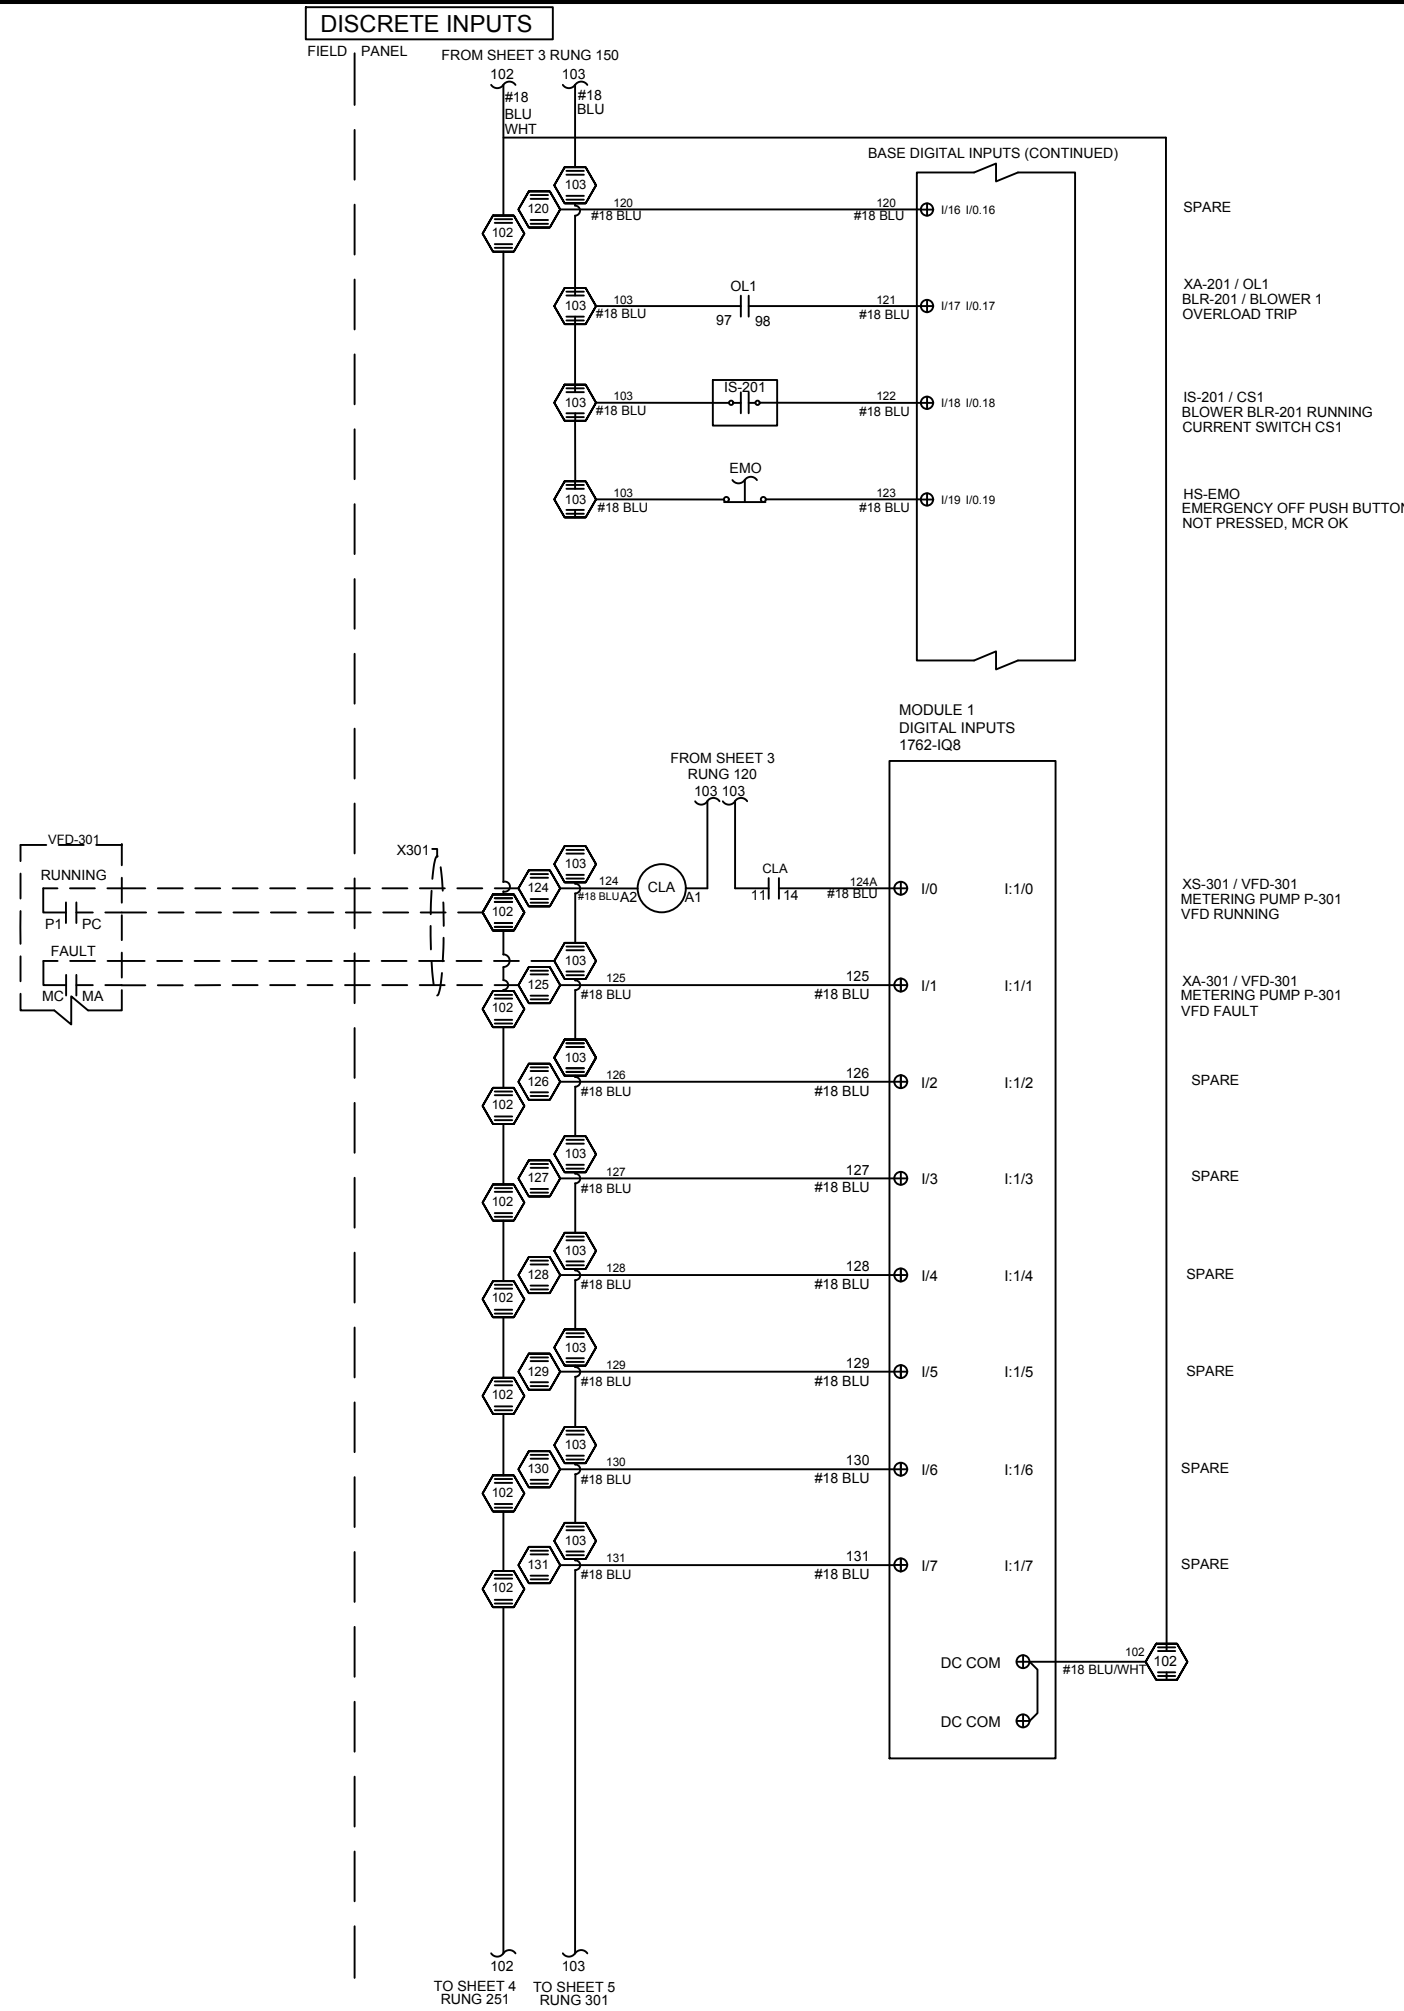 DISCRETE INPUTS
FIELD PANEL
FROM SHEET 3 RUNG 150
102 103
#18 #18
BLU BLU
WHT
BASE DIGITAL INPUTS (CONTINUED)
103
120 120 120 I/16 I/0.16 SPARE
#18 BLU #18 BLU
102
XA-201 / OL1
BLR-201 / BLOWER 1
OVERLOAD TRIP
OL1
103 103 121 I/17 I/0.17
#18 BLU 97 98 #18 BLU
IS-201 / CS1
BLOWER BLR-201 RUNNING
CURRENT SWITCH CS1
IS-201
103 103 122 I/18 I/0.18
#18 BLU #18 BLU
EMO
HS-EMO
EMERGENCY OFF PUSH BUTTON
NOT PRESSED, MCR OK
103 103 123 I/19 I/0.19
#18 BLU #18 BLU
MODULE 1
DIGITAL INPUTS
1762-IQ8
FROM SHEET 3
RUNG 120
103 103
VFD-301
X301
RUNNING
P1 PC
FAULT
MC MA
103
124 124 CLA CLA 124A I/0 I:1/0
#18 BLU A2 A1 11 14 #18 BLU
102
XS-301 / VFD-301
METERING PUMP P-301
VFD RUNNING
103
125 125 125 I/1 I:1/1
#18 BLU #18 BLU
102
XA-301 / VFD-301
METERING PUMP P-301
VFD FAULT
103
126 126 126 I/2 I:1/2 SPARE
#18 BLU #18 BLU
102
103
127 127 127 I/3 I:1/3 SPARE
#18 BLU #18 BLU
102
103
128 128 128 I/4 I:1/4 SPARE
#18 BLU #18 BLU
102
103
129 129 129 I/5 I:1/5 SPARE
#18 BLU #18 BLU
102
103
130 130 130 I/6 I:1/6 SPARE
#18 BLU #18 BLU
102
103
131 131 131 I/7 I:1/7 SPARE
#18 BLU #18 BLU
102
DC COM 102 102
#18 BLU/WHT
DC COM
102 103
TO SHEET 4 TO SHEET 5
RUNG 251 RUNG 301